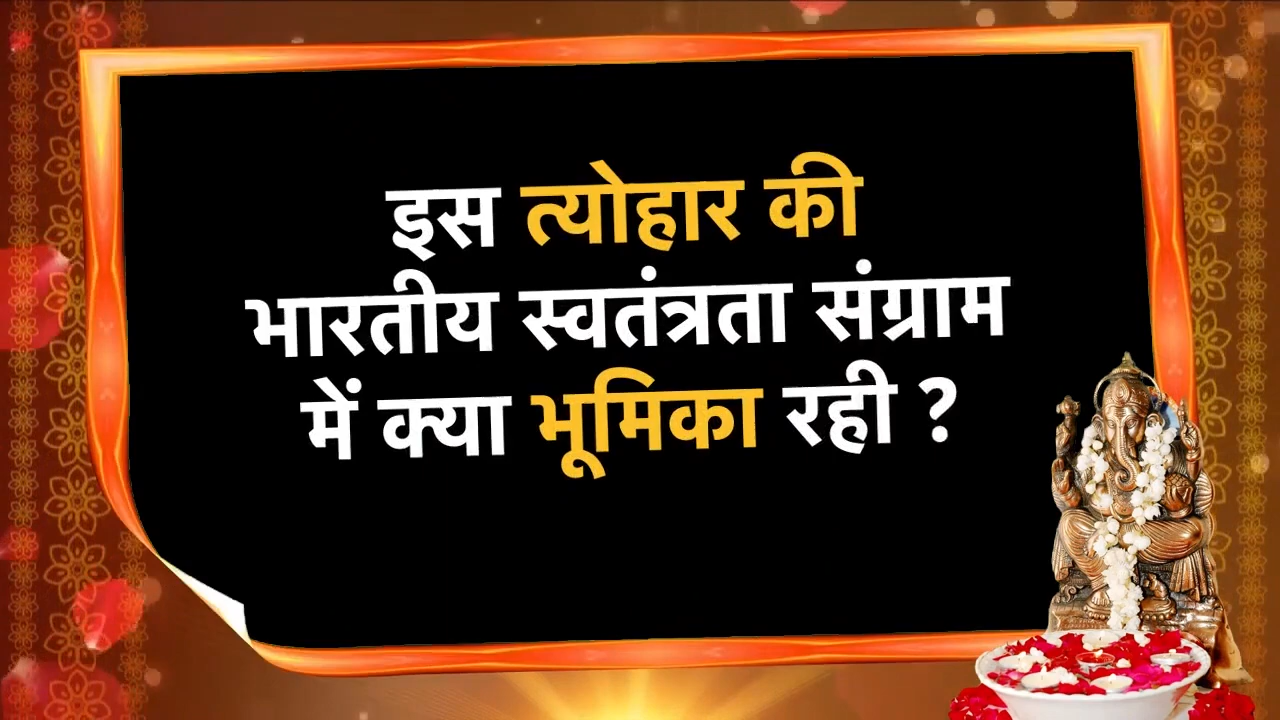 इस त्योहार की
भारतीय स्वतंत्रता संग्राम
में क्या भूमिका रही ?